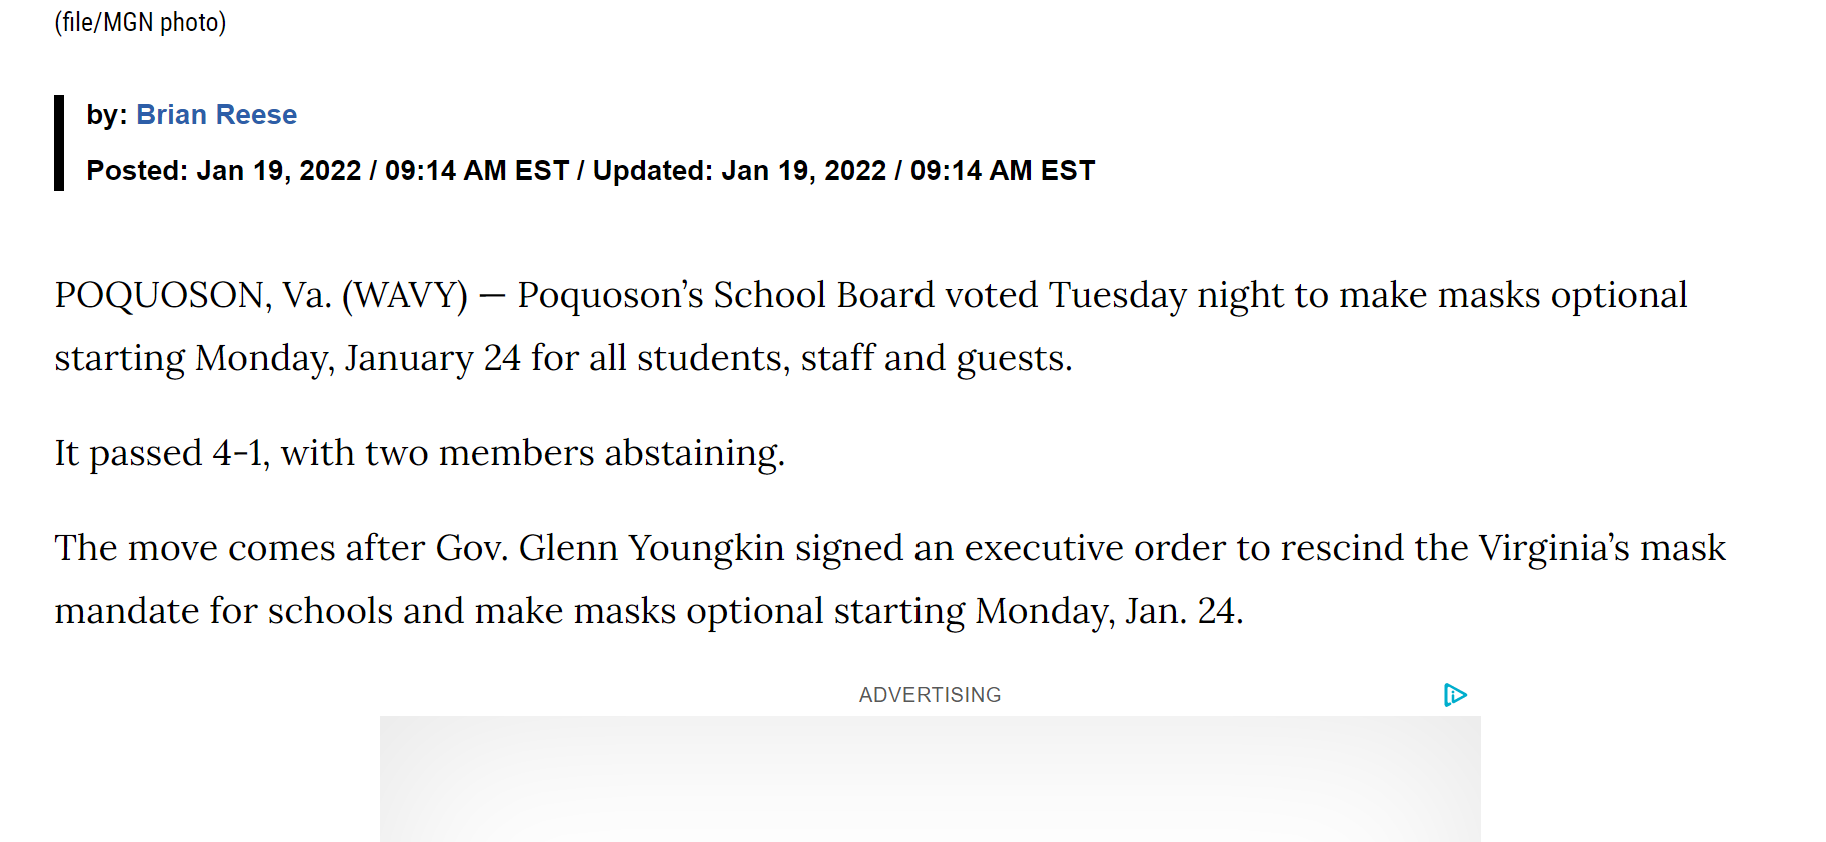 (file/MGN photo)
by: Brian Reese
Posted: Jan 19, 2022 / 09:14 AM EST / Updated: Jan 19, 2022 / 09:14 AM EST
POQUOSON, Va. (WAVY) — Poquoson’s School Board voted Tuesday night to make masks optional
starting Monday, January 24 for all students, staff and guests.
It passed 4-1, with two members abstaining.
The move comes after Gov. Glenn Youngkin signed an executive order to rescind the Virginia’s mask
mandate for schools and make masks optional starting Monday, Jan. 24.
ADVERTISING